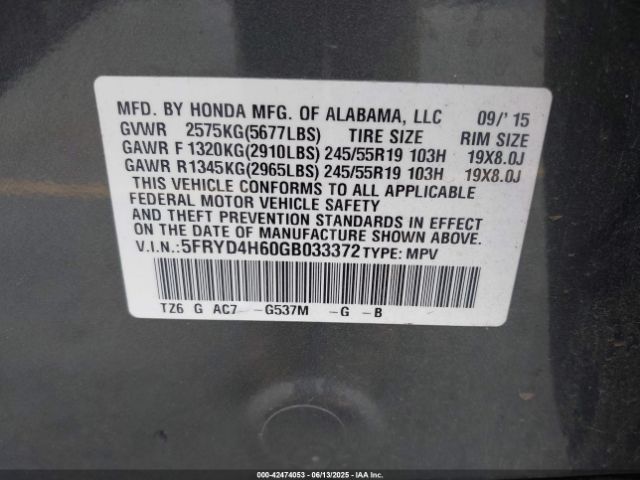 MFD. BY HONDA MFG. OF ALABAMA, LLC 09/' 15
GVWR 2575KG(5677LBS) TIRE SIZE RIM SIZE
GAWR F 1320KG(2910LBS) 245/55R19 103H 19X8.0J
GAWR R1345KG(2965LBS) 245/55R19 103H 19X8.0J
THIS VEHICLE CONFORMS TO ALL APPLICABLE
FEDERAL MOTOR VEHICLE SAFETY
AND THEFT PREVENTION STANDARDS IN EFFECT
ON THE DATE OF MANUFACTURE SHOWN ABOVE.
V.I.N.:5FRYD4H60GB033372 TYPE: MPV
TZ6 G AC7 -G537M -G -B
000-42474053 - 06/13/2025 - IAAI, Inc.